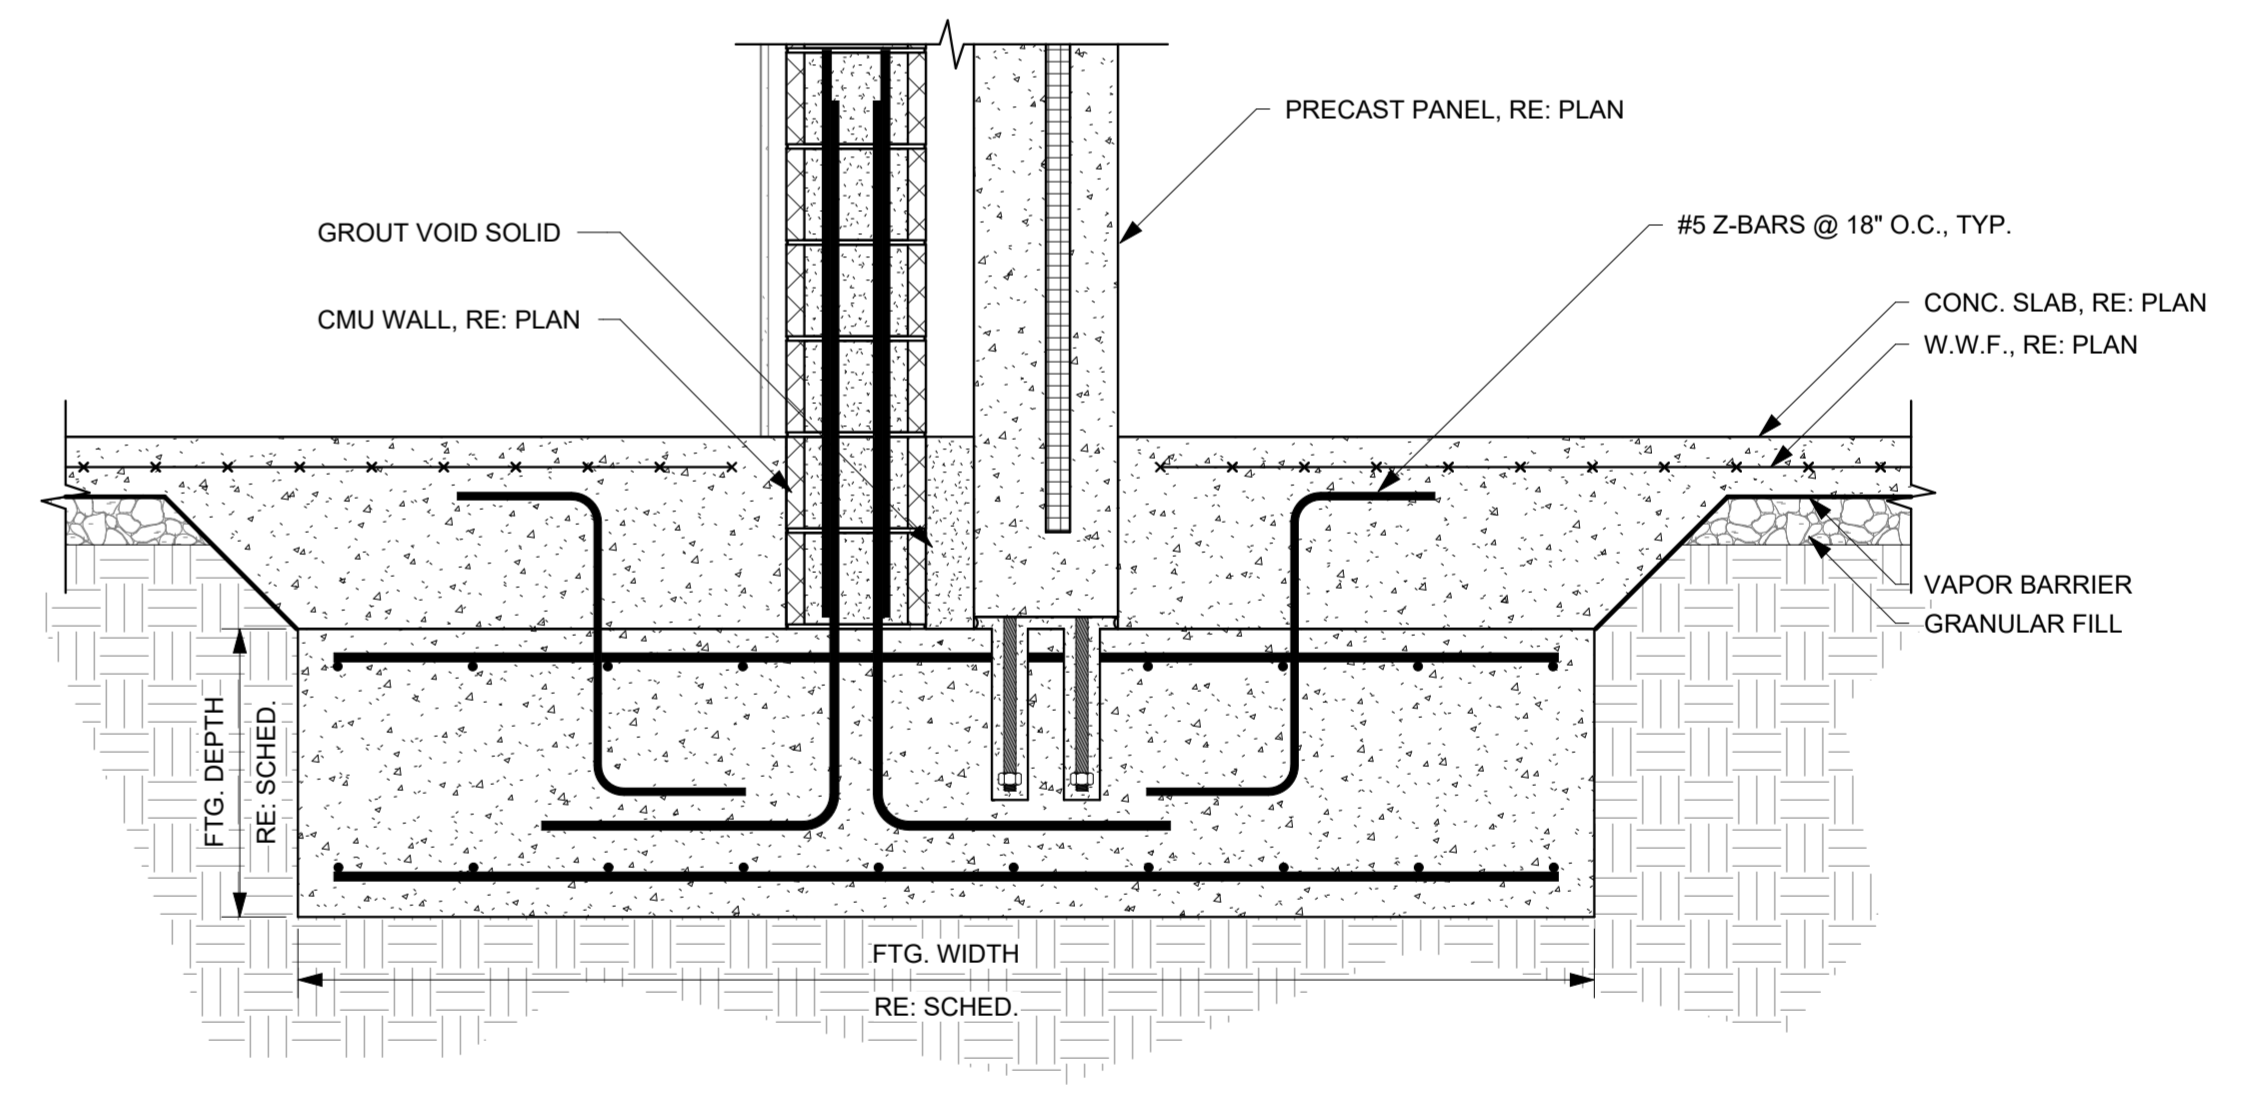 PRECAST PANEL, RE: PLAN
GROUT VOID SOLID
#5 Z-BARS @ 18" O.C., TYP.
CMU WALL, RE: PLAN
CONC. SLAB, RE: PLAN
W.W.F., RE: PLAN
VAPOR BARRIER
GRANULAR FILL
FTG. DEPTH
RE: SCHED.
FTG. WIDTH
RE: SCHED.